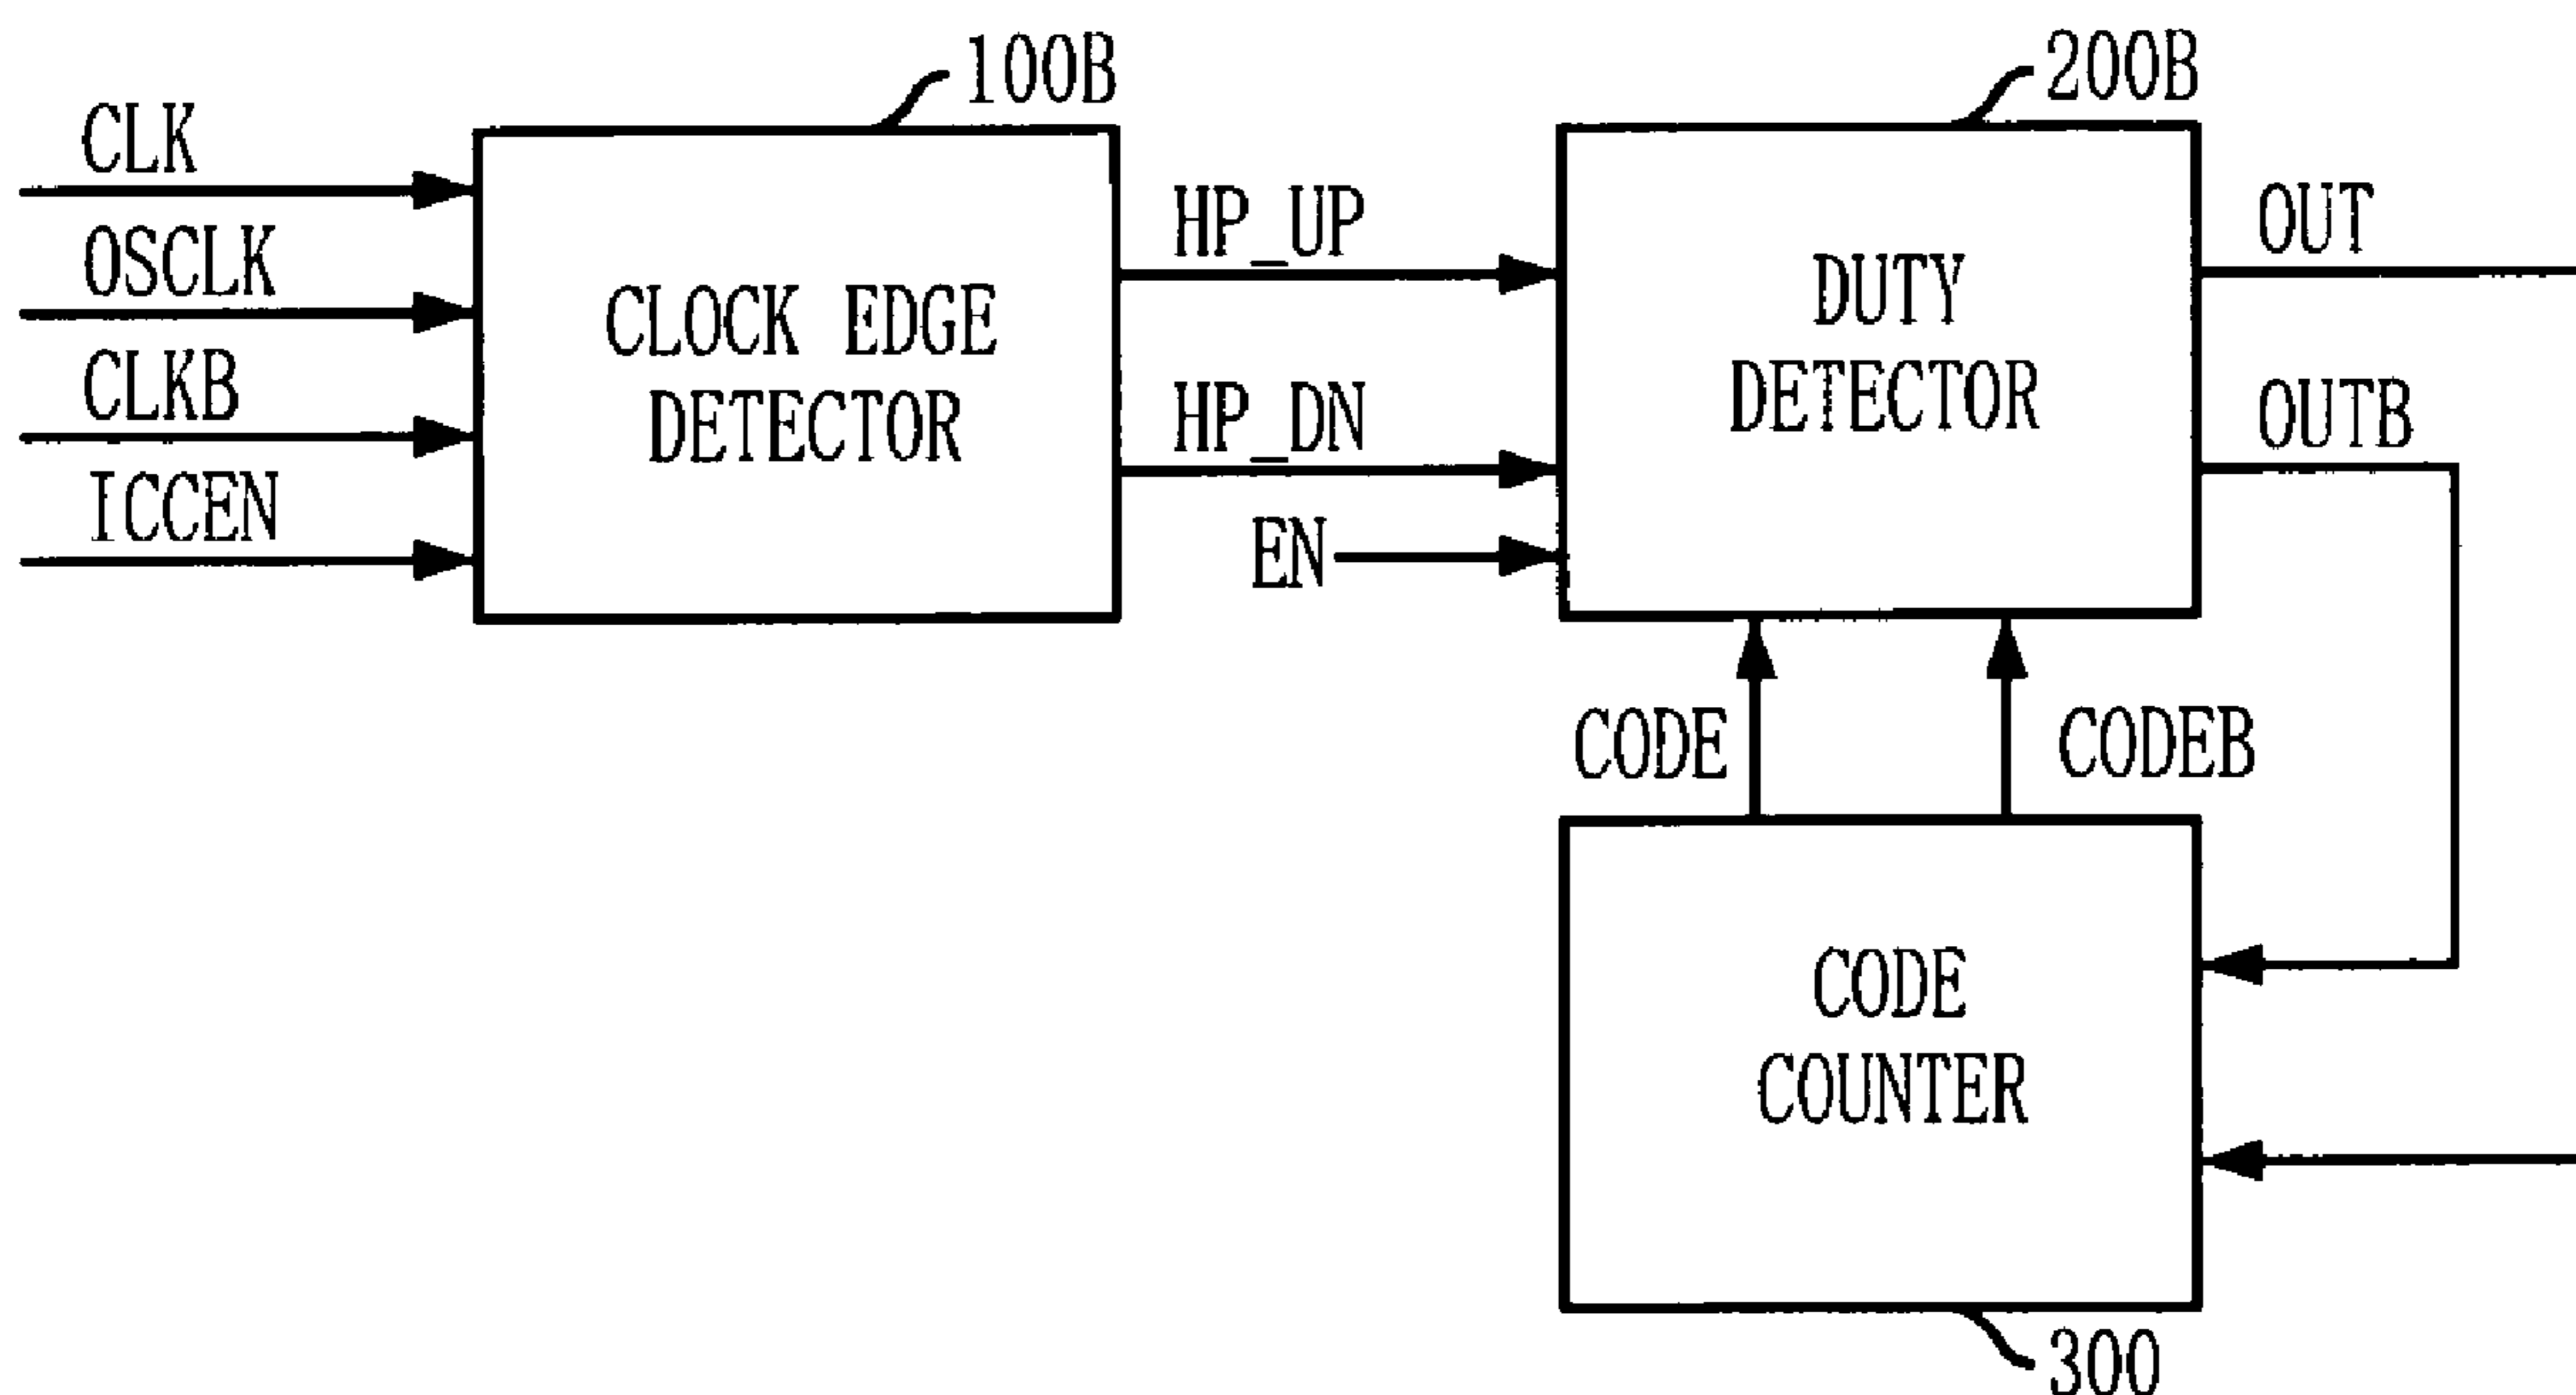 100B
200B
CLK
OSCLK
CLKB
ICCEN
CLOCK EDGE
DETECTOR
HP_UP
HP_DN
EN
DUTY
DETECTOR
OUT
OUTB
CODE
CODEB
CODE
COUNTER
300